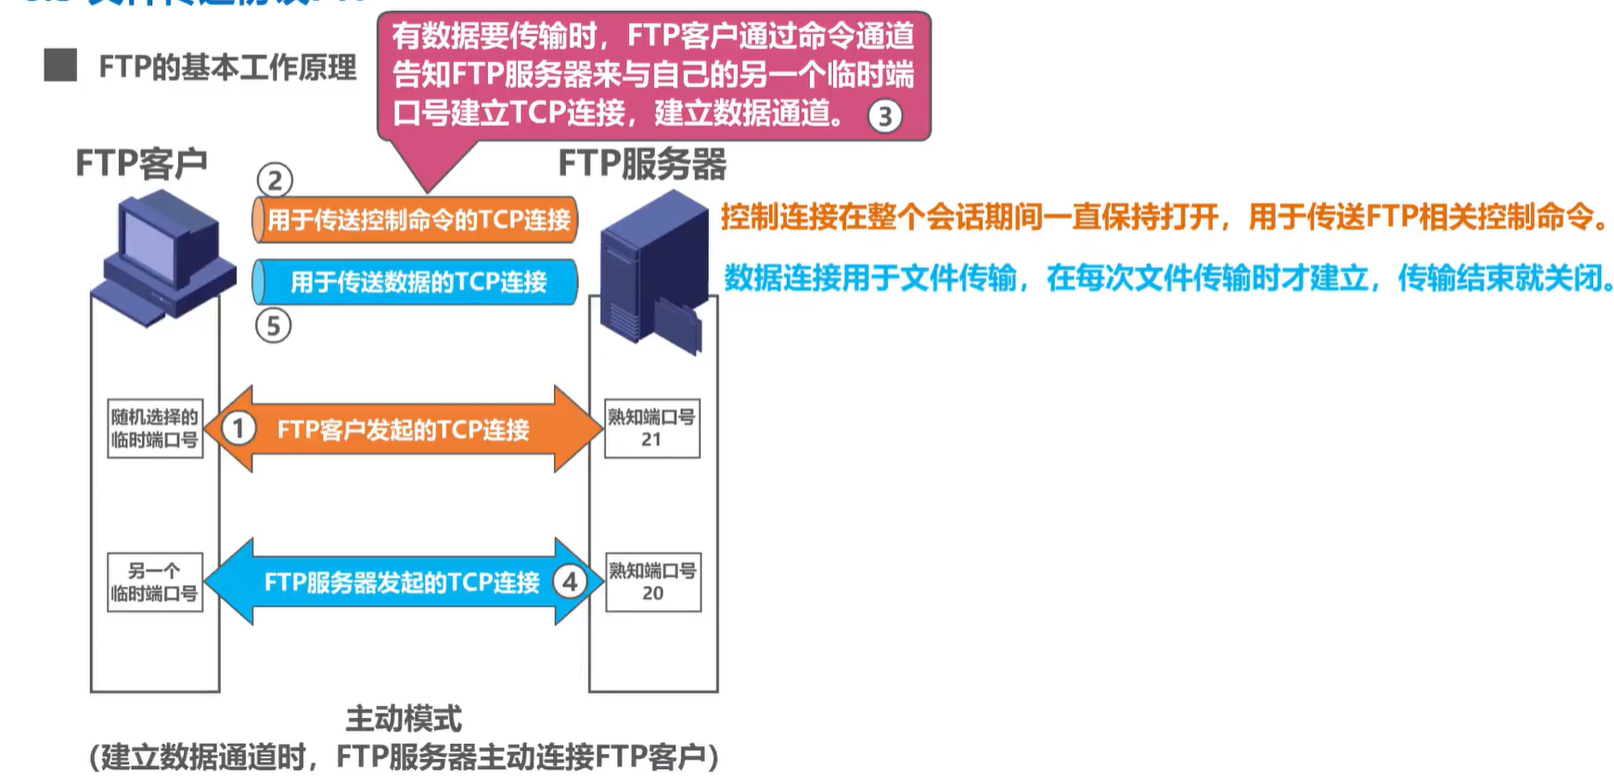 FTP的基本工作原理
有数据要传输时，FTP客户通过命令通道
告知FTP服务器来与自己的另一个临时端
口号建立TCP连接，建立数据通道。 ③
FTP客户
FTP服务器
②
用于传送控制命令的TCP连接
控制连接在整个会话期间一直保持打开，用于传送FTP相关控制命令。
用于传送数据的TCP连接
数据连接用于文件传输，在每次文件传输时才建立，传输结束就关闭。
⑤
随机选择的
临时端口号
① FTP客户发起的TCP连接
熟知端口号
21
另一个
临时端口号
FTP服务器发起的TCP连接 ④
熟知端口号
20
主动模式
（建立数据通道时，FTP服务器主动连接FTP客户）